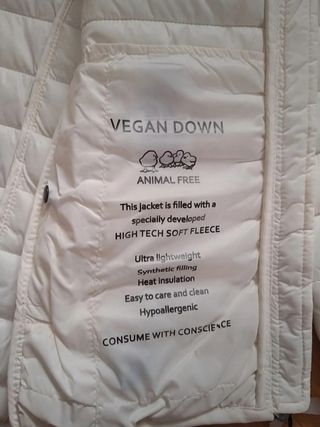 VEGAN DOWN
ANIMAL FREE
This jacket is filled with a
specially developed
HIGH TECH SOFT FLEECE
Ultra lightweight
Synthetic filling
Heat insulation
Easy to care and clean
Hypoallergenic
CONSUME WITH CONSCIENCE